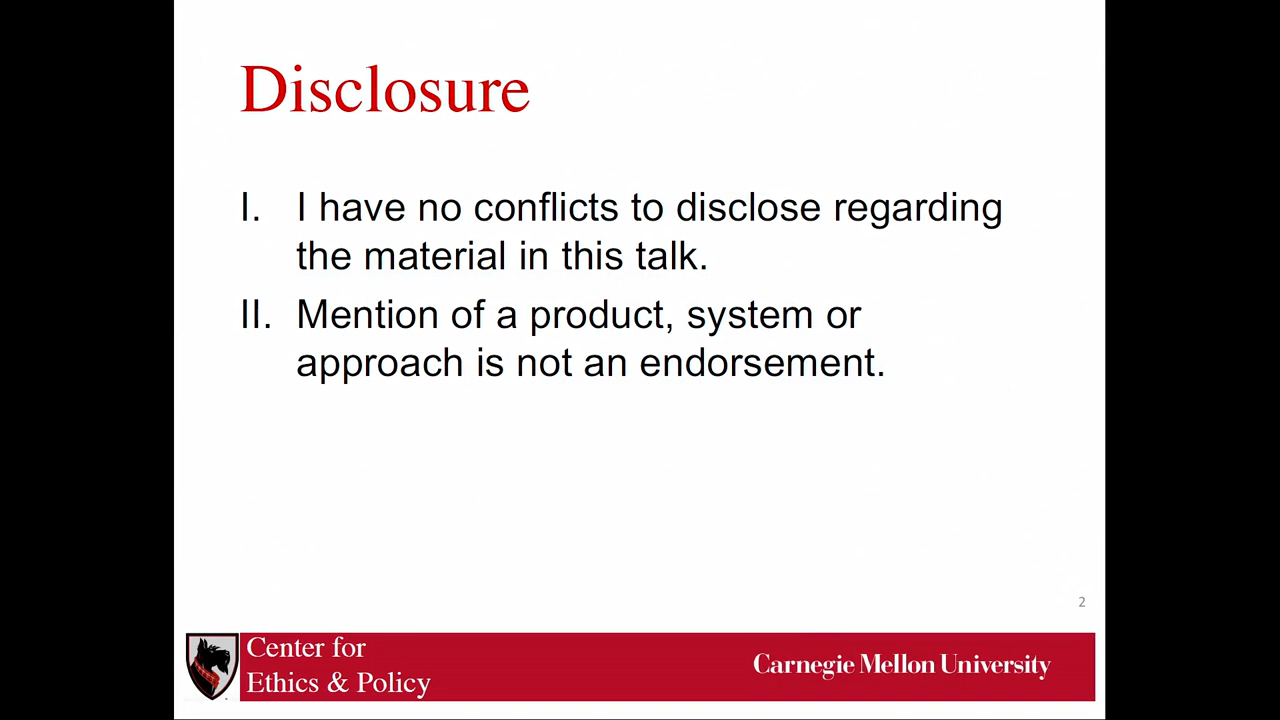 Disclosure
I. I have no conflicts to disclose regarding
the material in this talk.
II. Mention of a product, system or
approach is not an endorsement.
2
Center for
Ethics & Policy
Carnegie Mellon University